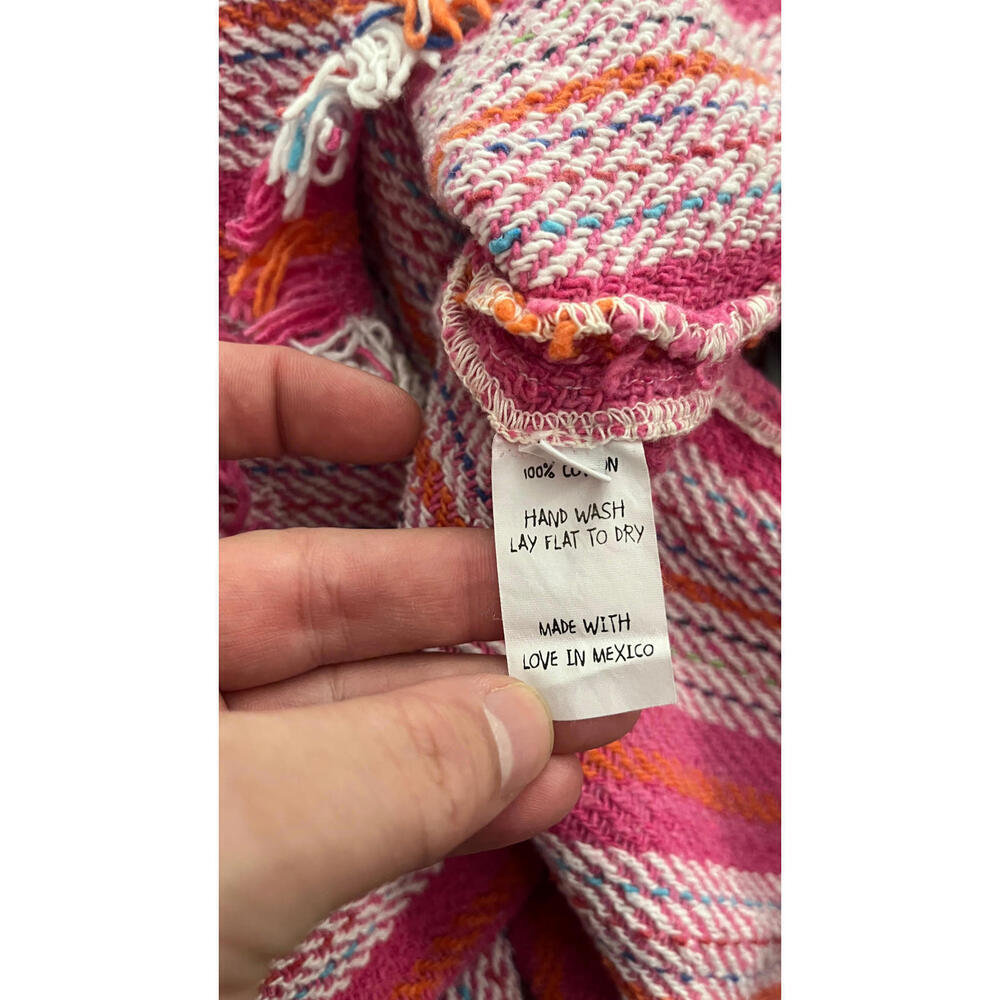 100% COTTON
HAND WASH
LAY FLAT TO DRY
MADE WITH
LOVE IN MEXICO